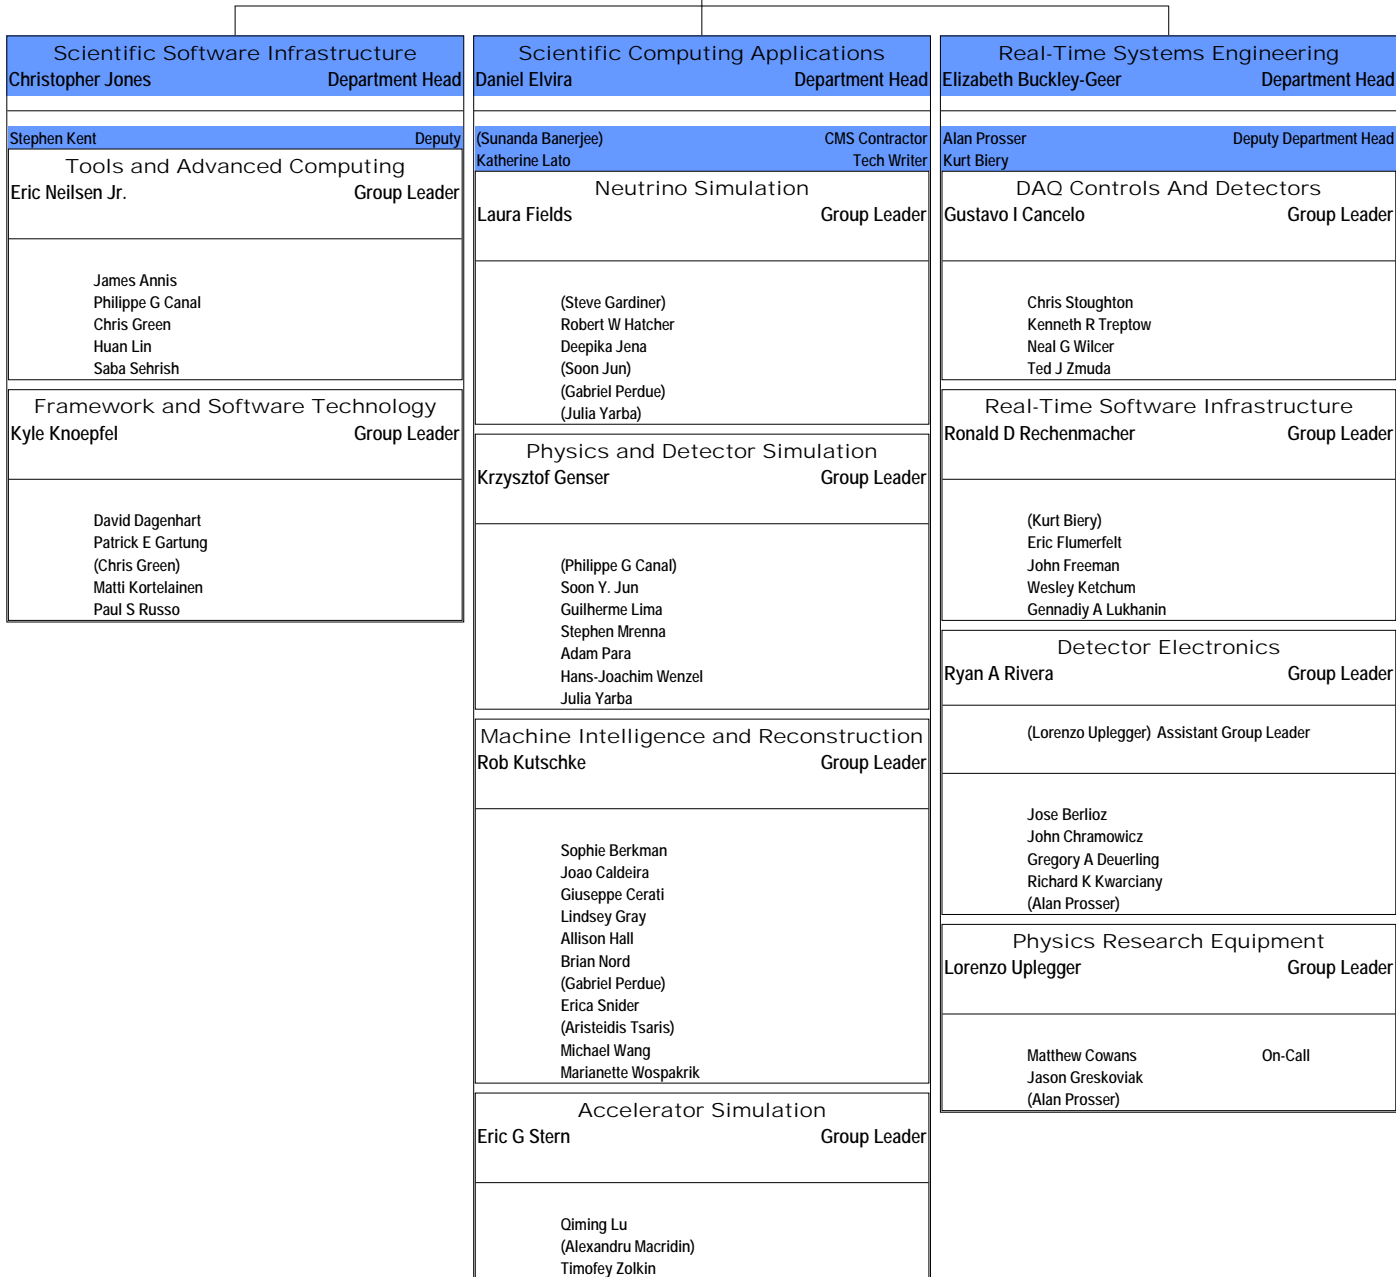 Scientific Software Infrastructure
Christopher Jones Department Head
Stephen Kent Deputy
Tools and Advanced Computing
Eric Neilsen Jr. Group Leader
James Annis
Philippe G Canal
Chris Green
Huan Lin
Saba Sehrish
Framework and Software Technology
Kyle Knoepfel Group Leader
David Dagenhart
Patrick E Gartung
(Chris Green)
Matti Kortelainen
Paul S Russo
Scientific Computing Applications
Daniel Elvira Department Head
(Sunanda Banerjee) CMS Contractor
Katherine Lato Tech Writer
Neutrino Simulation
Laura Fields Group Leader
(Steve Gardiner)
Robert W Hatcher
Deepika Jena
(Soon Jun)
(Gabriel Perdue)
(Julia Yarba)
Physics and Detector Simulation
Krzysztof Genser Group Leader
(Philippe G Canal)
Soon Y. Jun
Guilherme Lima
Stephen Mrenna
Adam Para
Hans-Joachim Wenzel
Julia Yarba
Machine Intelligence and Reconstruction
Rob Kutschke Group Leader
Sophie Berkman
Joao Caldeira
Giuseppe Cerati
Lindsey Gray
Allison Hall
Brian Nord
(Gabriel Perdue)
Erica Snider
(Aristeidis Tsaris)
Michael Wang
Marianette Wospakrik
Accelerator Simulation
Eric G Stern Group Leader
Qiming Lu
(Alexandru Macridin)
Timofey Zolkin
Real-Time Systems Engineering
Elizabeth Buckley-Geer Department Head
Alan Prosser Deputy Department Head
Kurt Biery
DAQ Controls And Detectors
Gustavo I Cancelo Group Leader
Chris Stoughton
Kenneth R Treptow
Neal G Wilcer
Ted J Zmuda
Real-Time Software Infrastructure
Ronald D Rechenmacher Group Leader
(Kurt Biery)
Eric Flumerfelt
John Freeman
Wesley Ketchum
Gennadiy A Lukhanin
Detector Electronics
Ryan A Rivera Group Leader
(Lorenzo Uplegger) Assistant Group Leader
Jose Berlioz
John Chramowicz
Gregory A Deuerling
Richard K Kwarciany
(Alan Prosser)
Physics Research Equipment
Lorenzo Uplegger Group Leader
Matthew Cowans On-Call
Jason Greskoviak
(Alan Prosser)